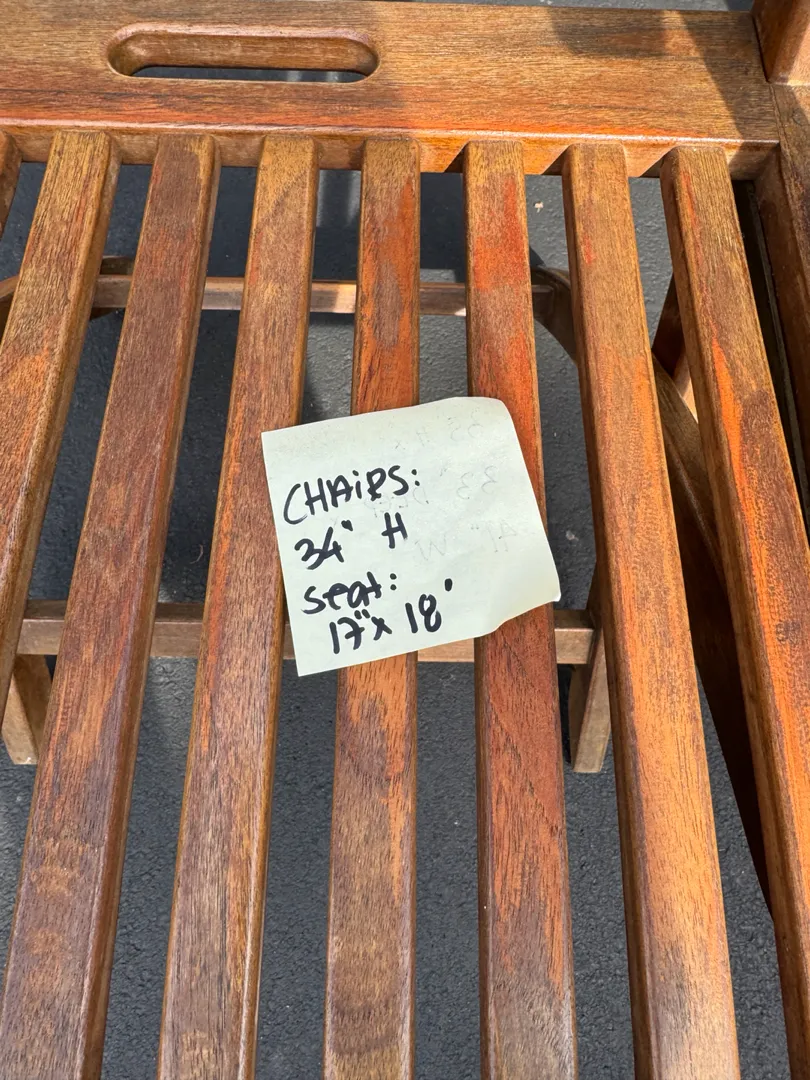 CHAIRS:
34" H
seat:
17" x 18'